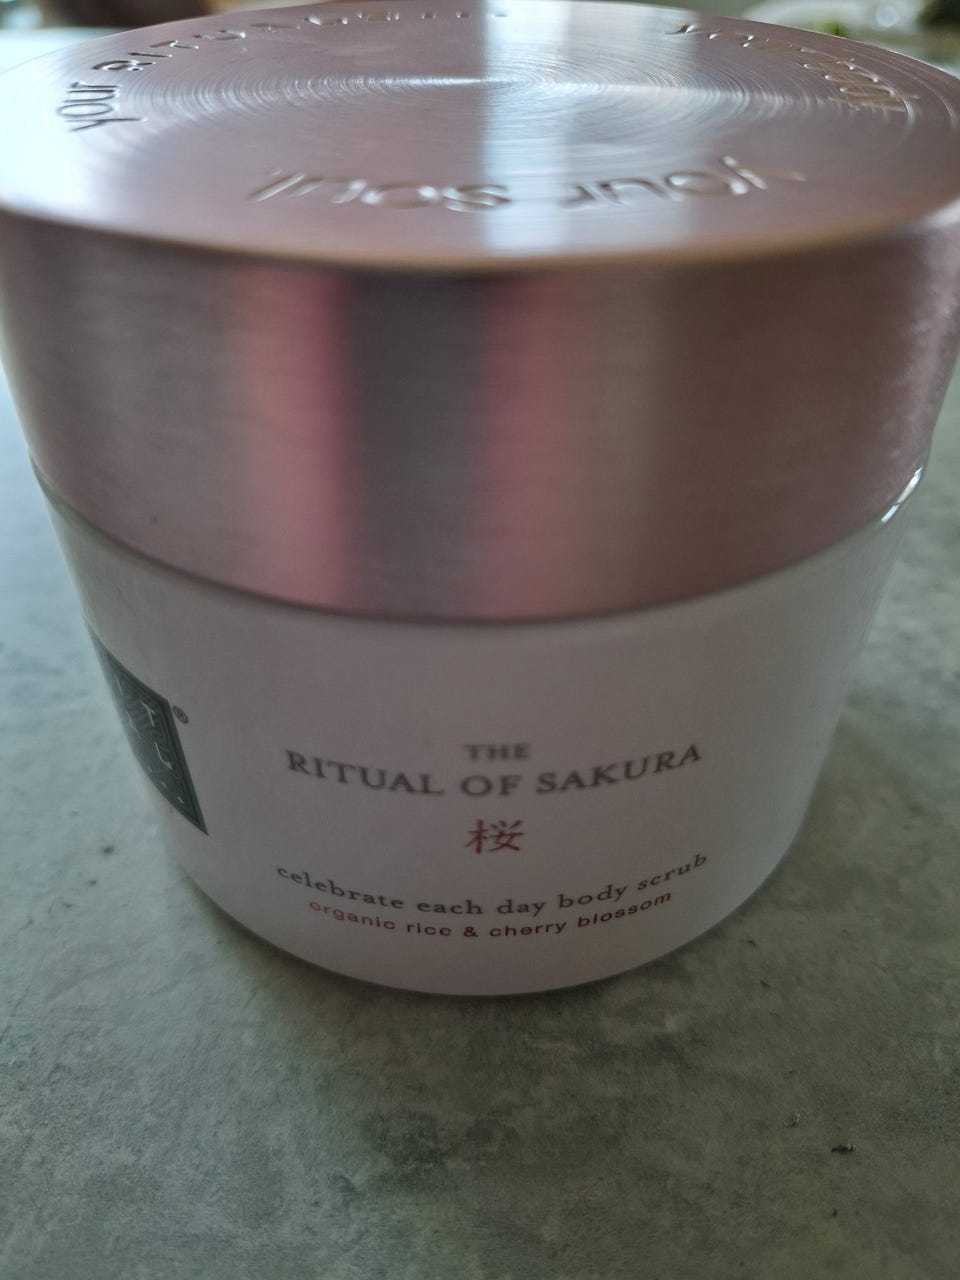 your soul
THE
RITUAL OF SAKURA
桜
celebrate each day body scrub
organic rice & cherry blossom
®